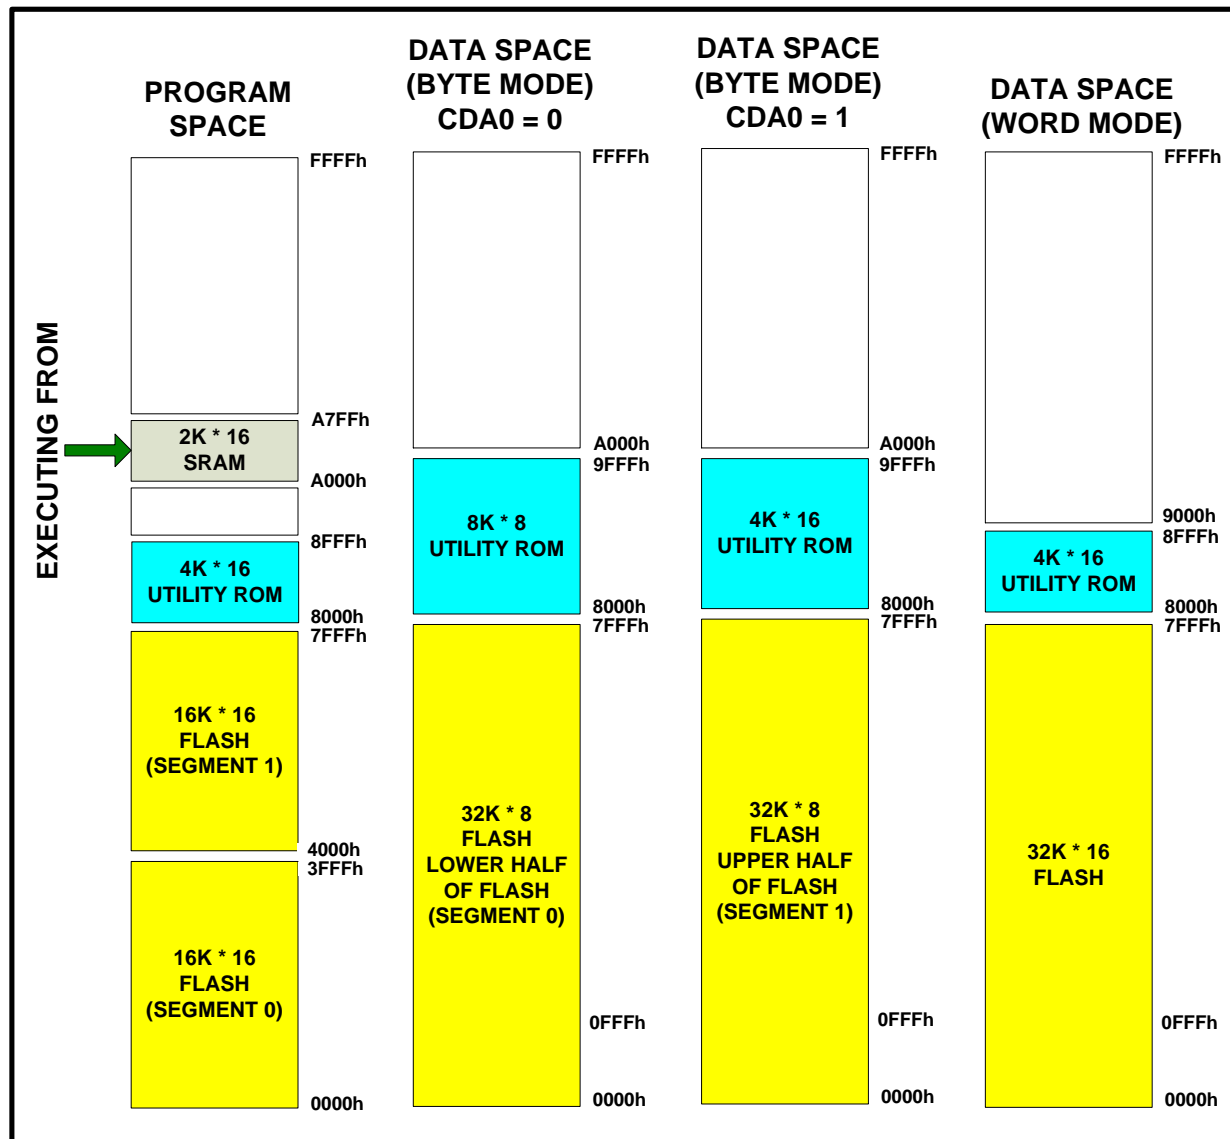 PROGRAM
SPACE
DATA SPACE
(BYTE MODE)
CDA0 = 0
DATA SPACE
(BYTE MODE)
CDA0 = 1
DATA SPACE
(WORD MODE)
EXECUTING FROM
FFFFh
A7FFh
2K * 16
SRAM
A000h
8FFFh
4K * 16
UTILITY ROM
8000h
7FFFh
16K * 16
FLASH
(SEGMENT 1)
4000h
3FFFh
16K * 16
FLASH
(SEGMENT 0)
0000h
FFFFh
A000h
9FFFh
8K * 8
UTILITY ROM
8000h
7FFFh
32K * 8
FLASH
LOWER HALF
OF FLASH
(SEGMENT 0)
0FFFh
0000h
FFFFh
A000h
9FFFh
4K * 16
UTILITY ROM
8000h
7FFFh
32K * 8
FLASH
UPPER HALF
OF FLASH
(SEGMENT 1)
0FFFh
0000h
FFFFh
9000h
8FFFh
4K * 16
UTILITY ROM
8000h
7FFFh
32K * 16
FLASH
0FFFh
0000h